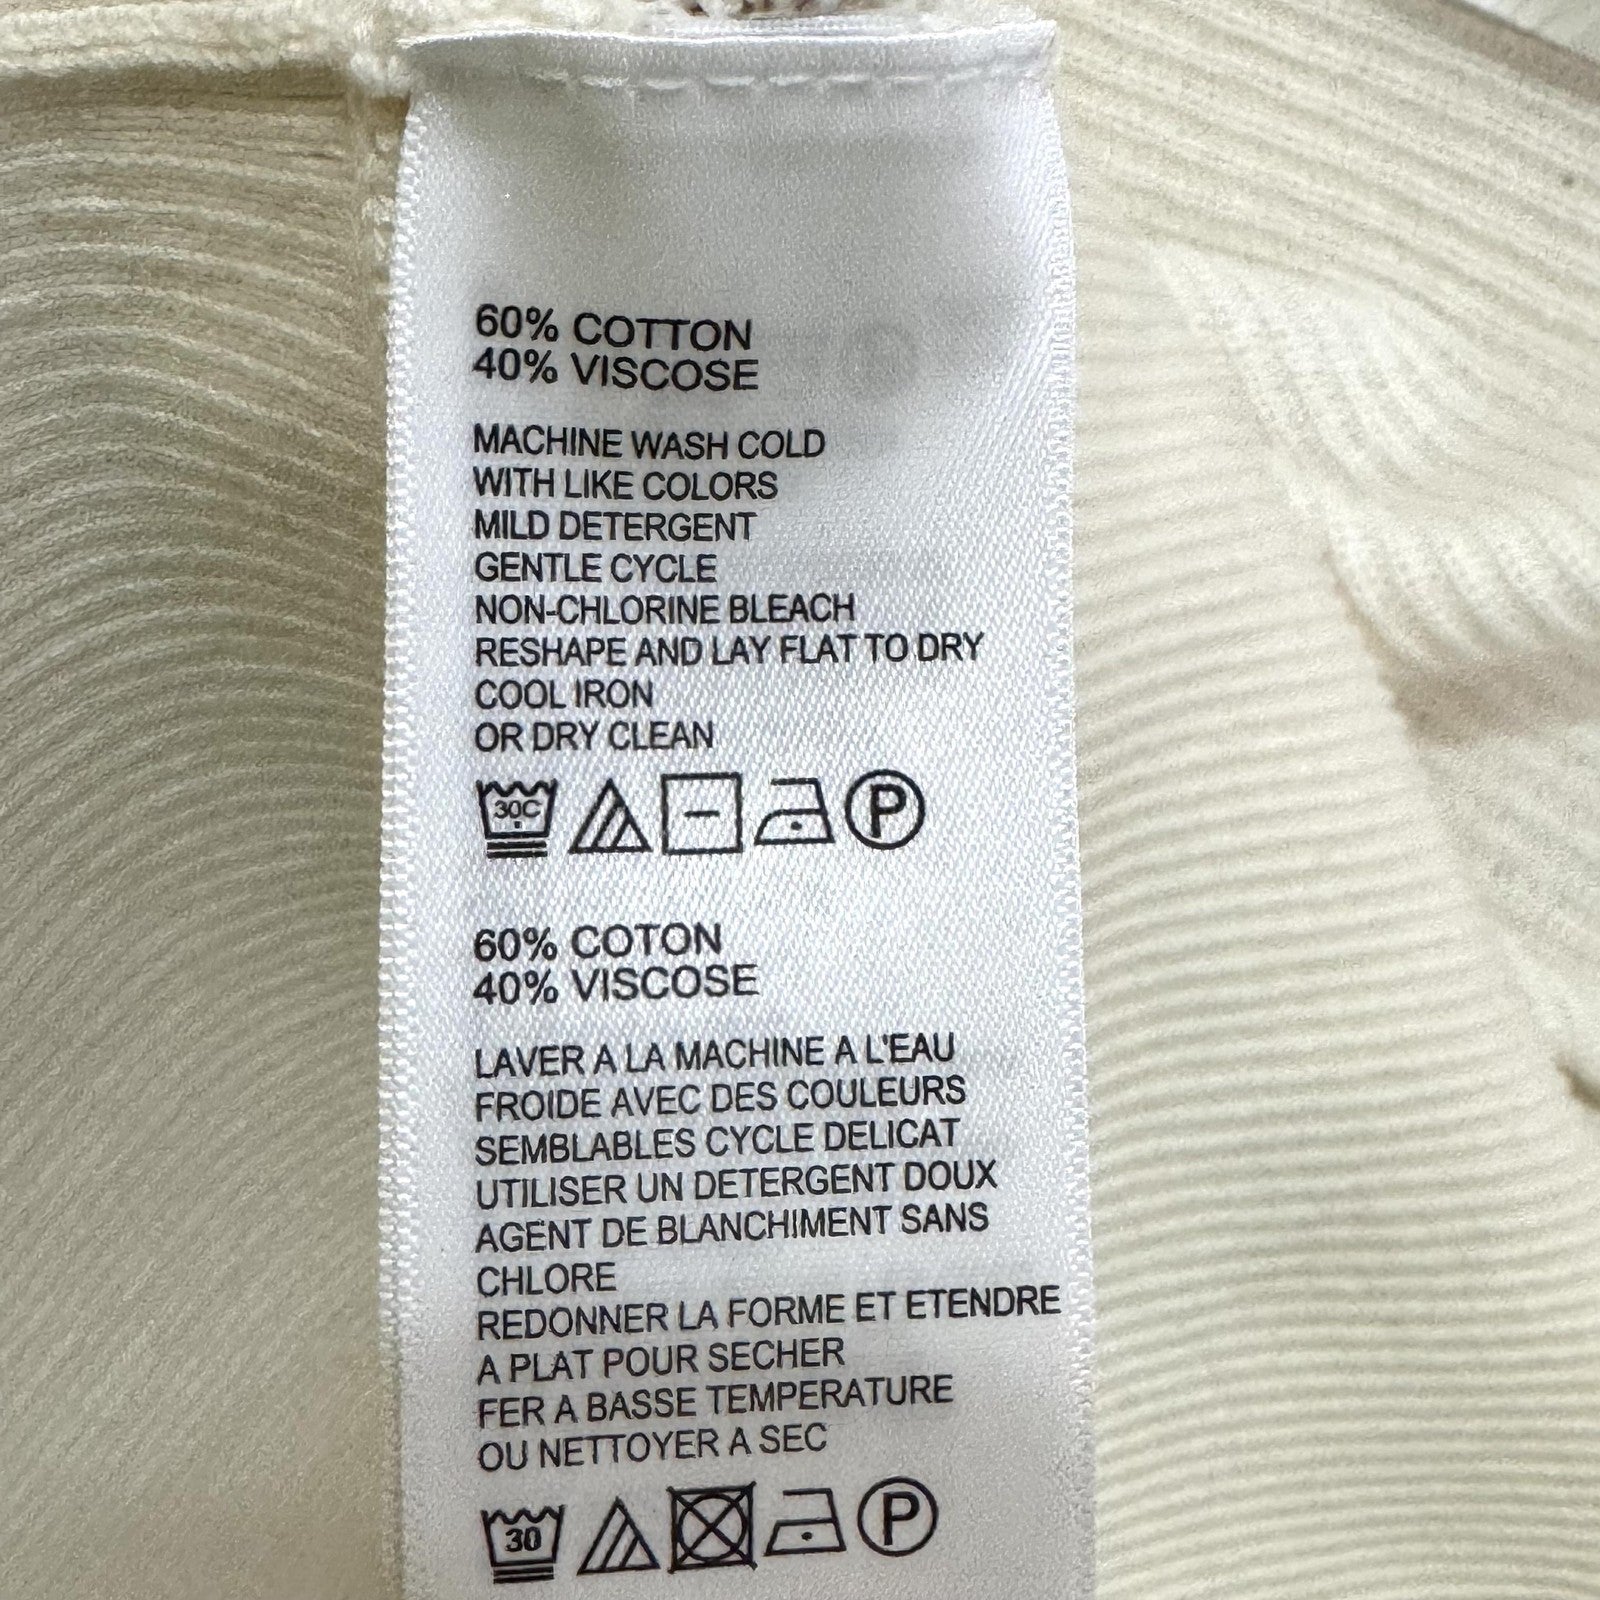 60% COTTON
40% VISCOSE
MACHINE WASH COLD
WITH LIKE COLORS
MILD DETERGENT
GENTLE CYCLE
NON-CHLORINE BLEACH
RESHAPE AND LAY FLAT TO DRY
COOL IRON
OR DRY CLEAN
30C P
60% COTON
40% VISCOSE
LAVER A LA MACHINE A L'EAU
FROIDE AVEC DES COULEURS
SEMBLABLES CYCLE DELICAT
UTILISER UN DETERGENT DOUX
AGENT DE BLANCHIMENT SANS
CHLORE
REDONNER LA FORME ET ETENDRE
A PLAT POUR SECHER
FER A BASSE TEMPERATURE
OU NETTOYER A SEC
30 P